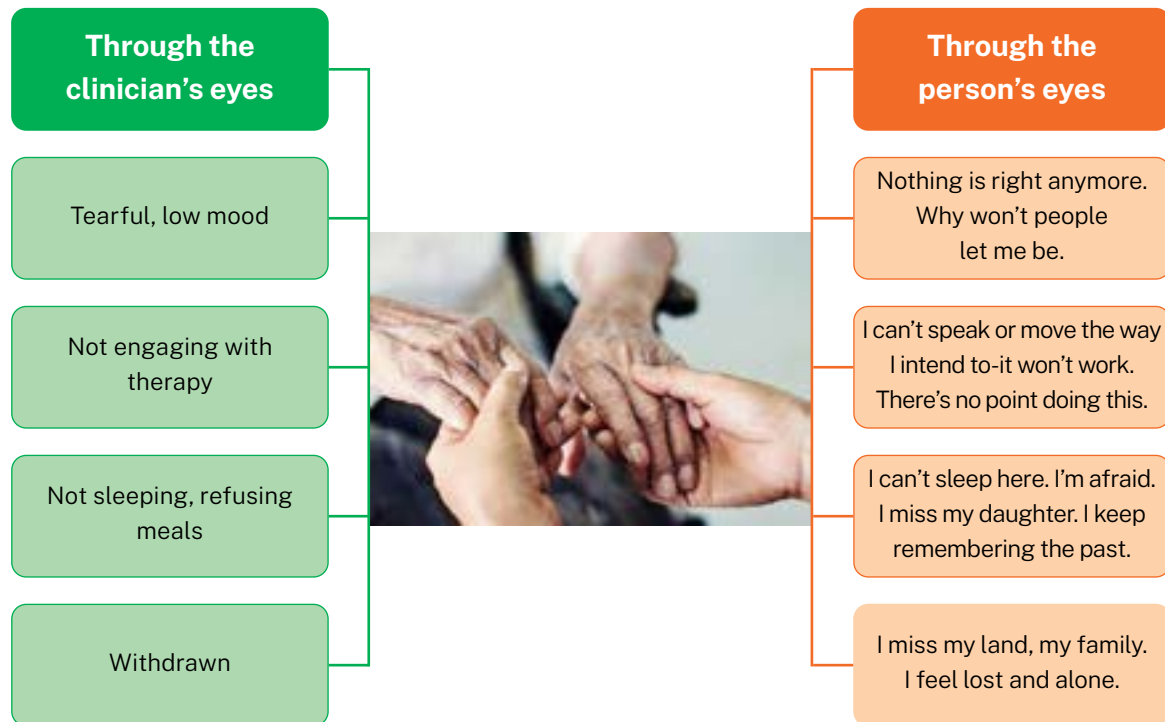 Through the
clinician’s eyes
Tearful, low mood
Not engaging with
therapy
Not sleeping, refusing
meals
Withdrawn
Through the
person’s eyes
Nothing is right anymore.
Why won’t people
let me be.
I can’t speak or move the way
I intend to-it won’t work.
There’s no point doing this.
I can’t sleep here. I’m afraid.
I miss my daughter. I keep
remembering the past.
I miss my land, my family.
I feel lost and alone.